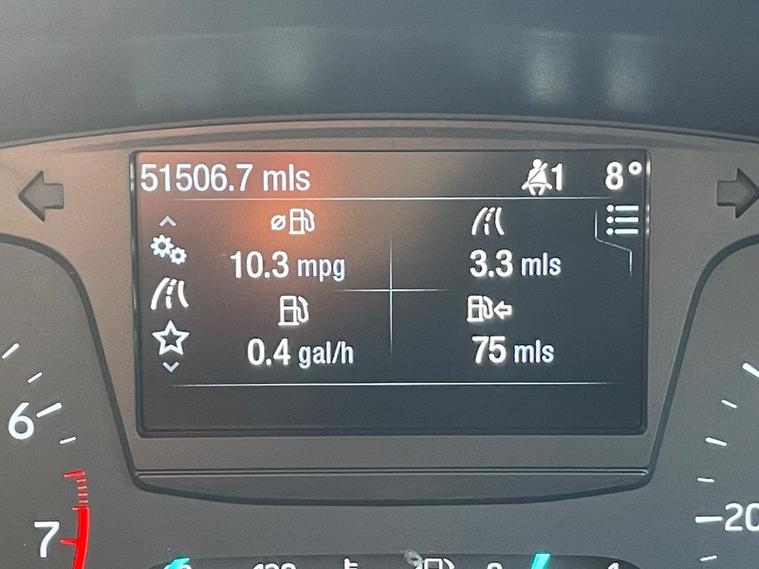 51506.7 mls 1 8°
10.3 mpg 3.3 mls
0.4 gal/h 75 mls
6
7
-20